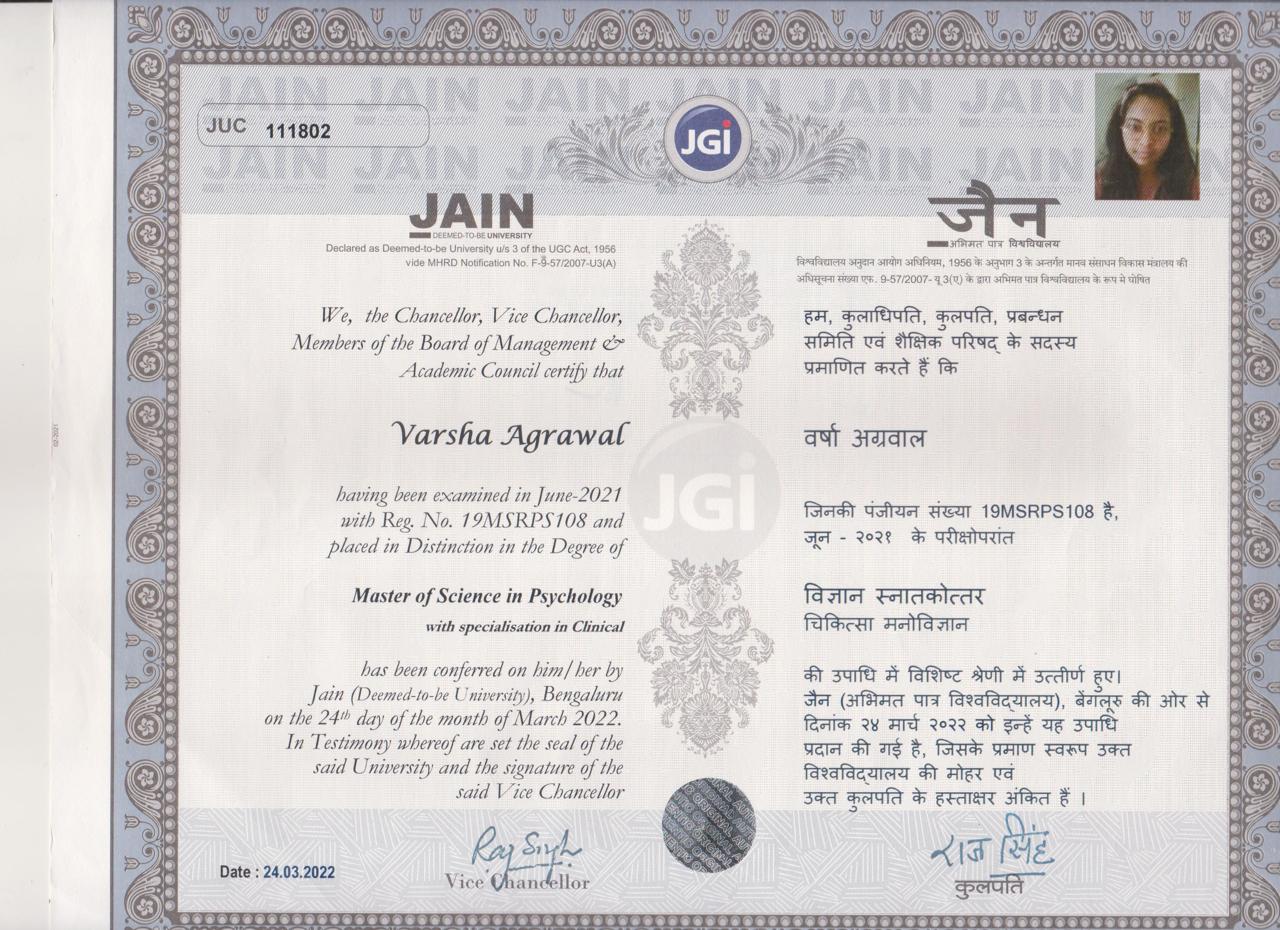 JUC 111802
JGi
JAIN
DEEMED-TO-BE UNIVERSITY
Declared as Deemed-to-be University u/s 3 of the UGC Act, 1956
vide MHRD Notification No. F-9-57/2007-U3(A)
We, the Chancellor, Vice Chancellor,
Members of the Board of Management &
Academic Council certify that
Varsha Agrawal
having been examined in June-2021
with Reg. No. 19MSRPS108 and
placed in Distinction in the Degree of
Master of Science in Psychology
with specialisation in Clinical
has been conferred on him/her by
Jain (Deemed-to-be University), Bengaluru
on the 24th day of the month of March 2022.
In Testimony whereof are set the seal of the
said University and the signature of the
said Vice Chancellor
Date : 24.03.2022
Raj Singh
Vice Chancellor
जैन
अभिमत पात्र विश्वविद्यालय
विश्वविद्यालय अनुदान आयोग अधिनियम, 1956 के अनुभाग 3 के अन्तर्गत मानव संसाधन विकास मंत्रालय की
अधिसूचना संख्या एफ. 9-57/2007- यू 3(ए) के द्वारा अभिमत पात्र विश्वविद्यालय के रूप मे घोषित
हम, कुलाधिपति, कुलपति, प्रबन्धन
समिति एवं शैक्षिक परिषद् के सदस्य
प्रमाणित करते हैं कि
वर्षा अग्रवाल
जिनकी पंजीयन संख्या 19MSRPS108 है,
जून - २०२१ के परीक्षोपरांत
विज्ञान स्नातकोत्तर
चिकित्सा मनोविज्ञान
की उपाधि में विशिष्ट श्रेणी में उत्तीर्ण हुए।
जैन (अभिमत पात्र विश्वविद्यालय), बेंगलूरु की ओर से
दिनांक २४ मार्च २०२२ को इन्हें यह उपाधि
प्रदान की गई है, जिसके प्रमाण स्वरूप उक्त
विश्वविद्यालय की मोहर एवं
उक्त कुलपति के हस्ताक्षर अंकित हैं ।
राज सिंह
कुलपति
JGi
02-2021